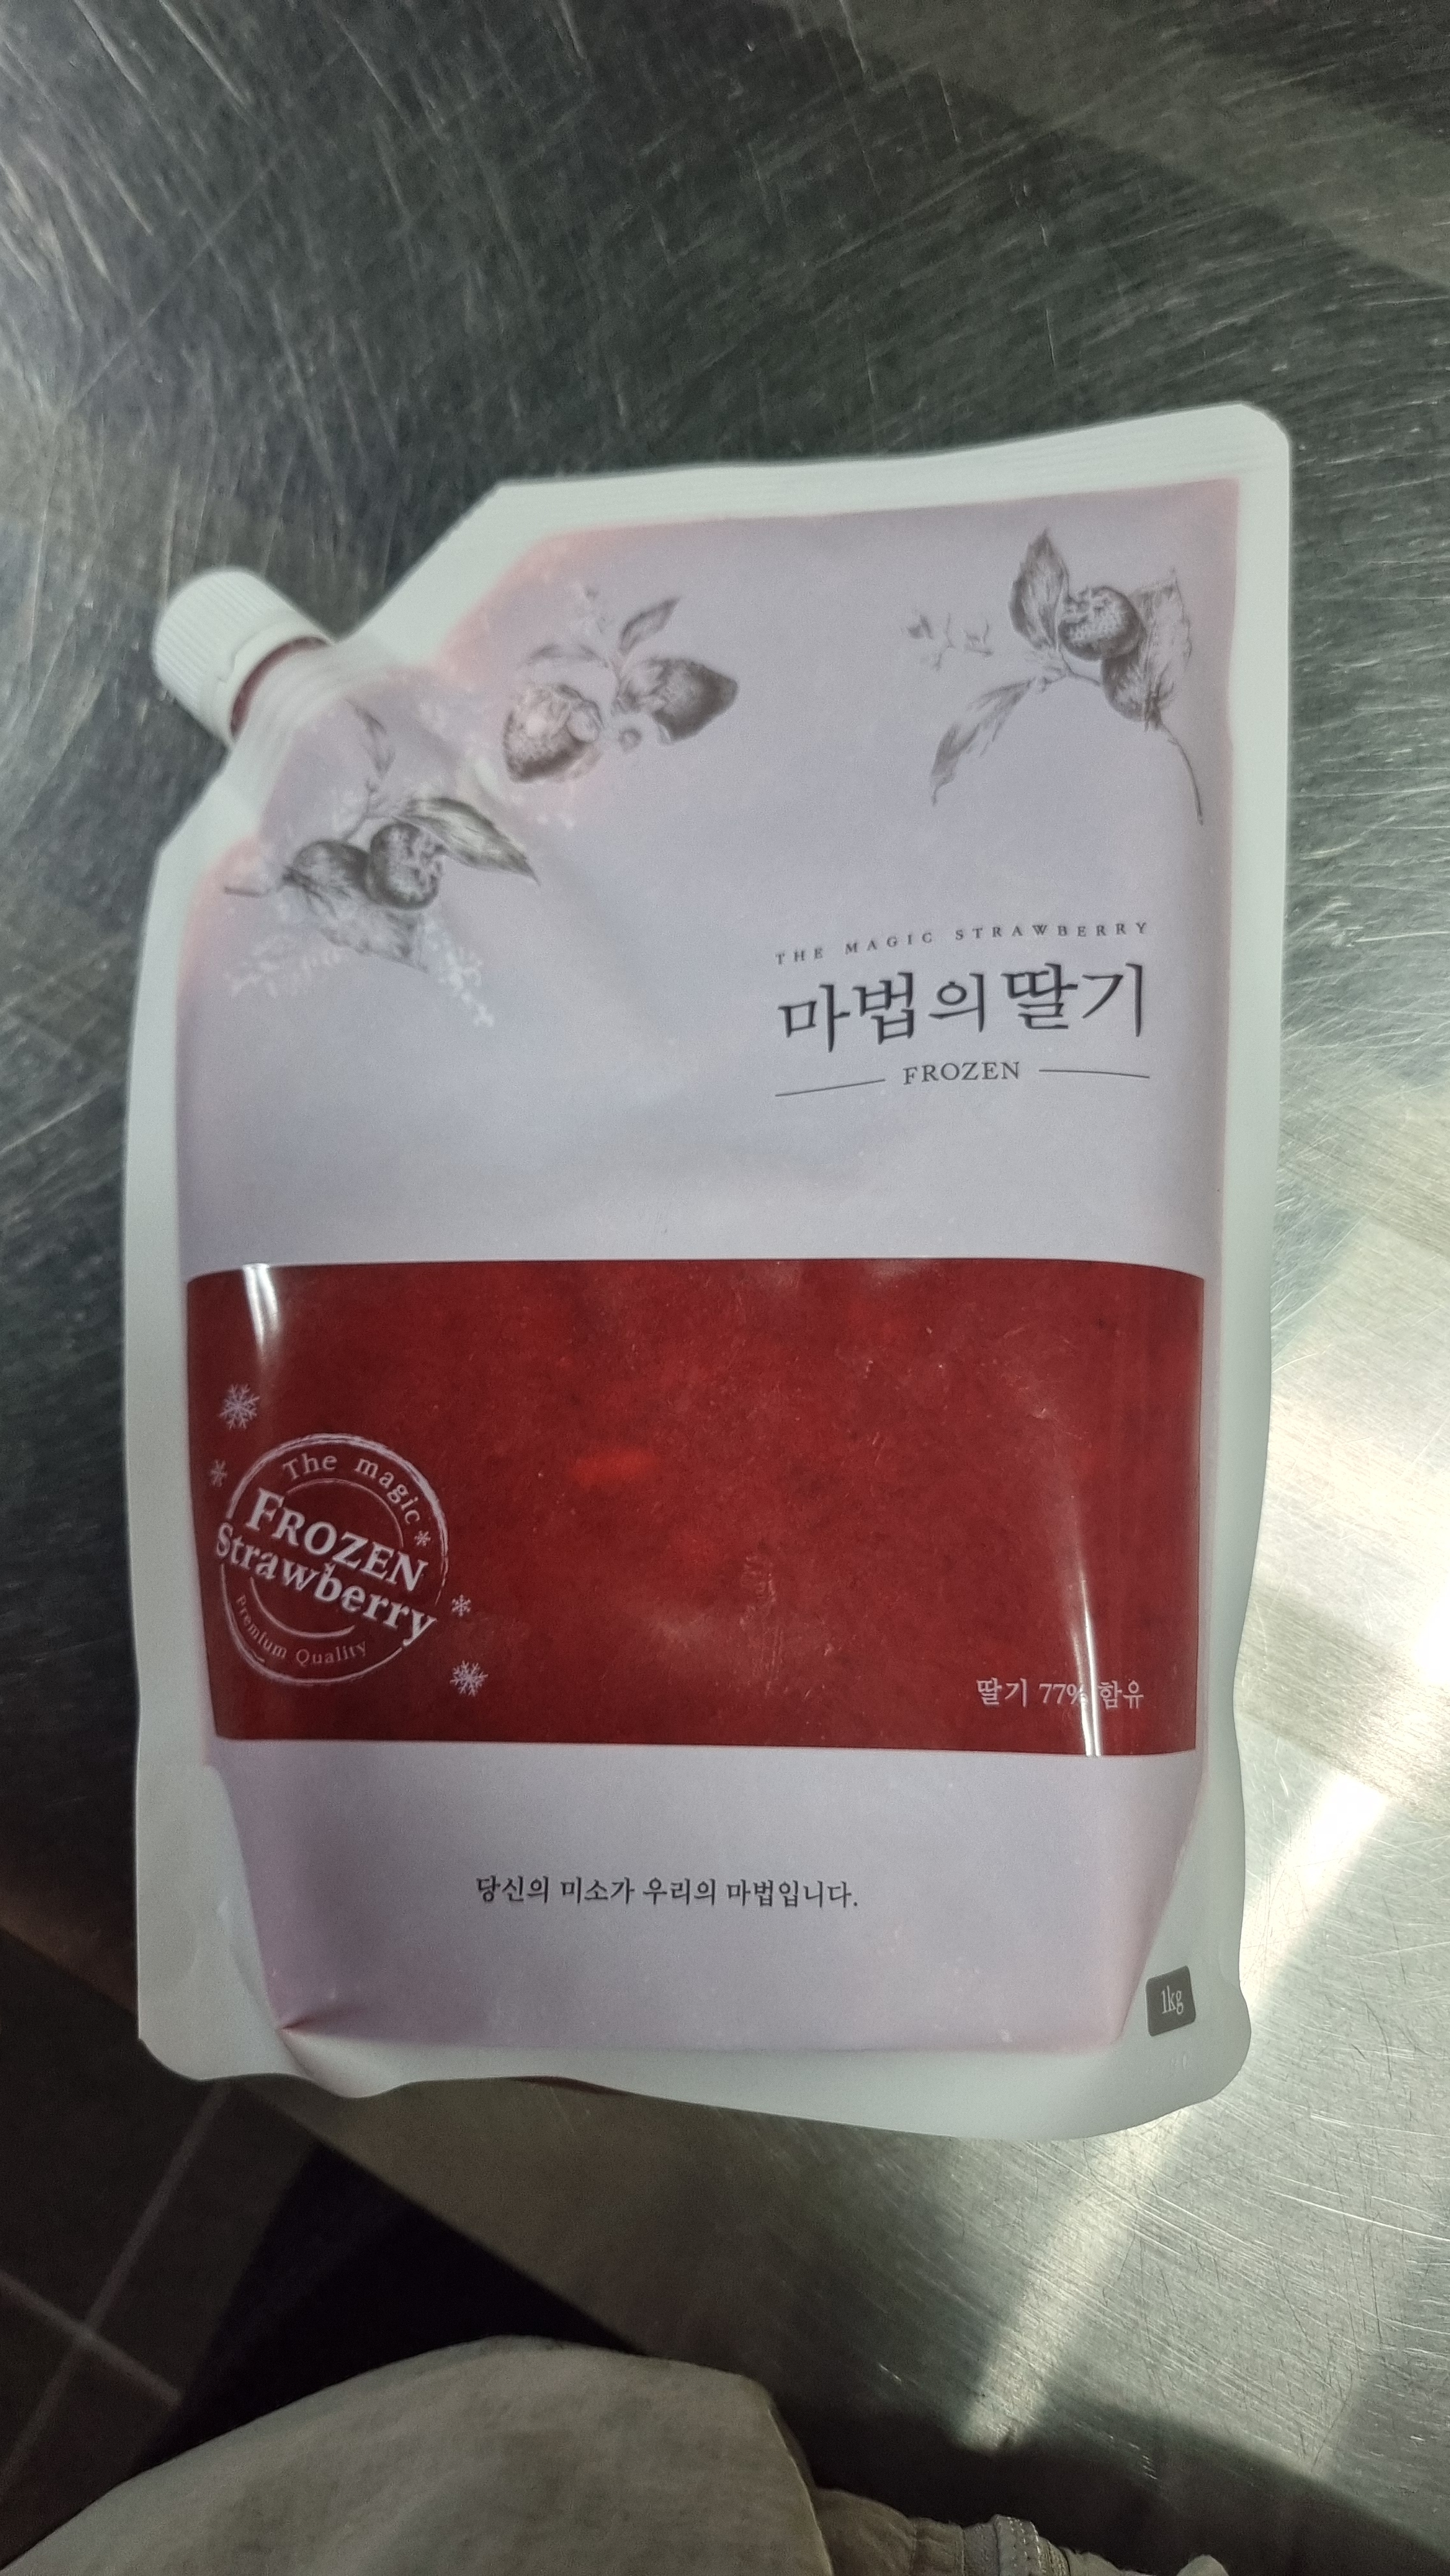 THE MAGIC STRAWBERRY
마법의딸기
FROZEN
The magic
FROZEN
Strawberry
Premium Quality
딸기 77% 함유
당신의 미소가 우리의 마법입니다.
1kg